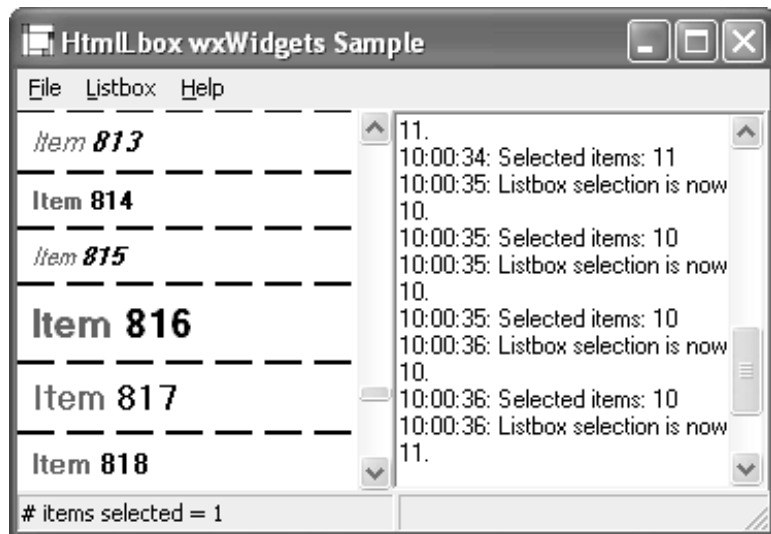 HtmlLbox wxWidgets Sample
File Listbox Help
Item 813
Item 814
Item 815
Item 816
Item 817
Item 818
11.
10:00:34: Selected items: 11
10:00:35: Listbox selection is now
10.
10:00:35: Selected items: 10
10:00:35: Listbox selection is now
10.
10:00:35: Selected items: 10
10:00:36: Listbox selection is now
10.
10:00:36: Selected items: 10
10:00:36: Listbox selection is now
11.
# items selected = 1